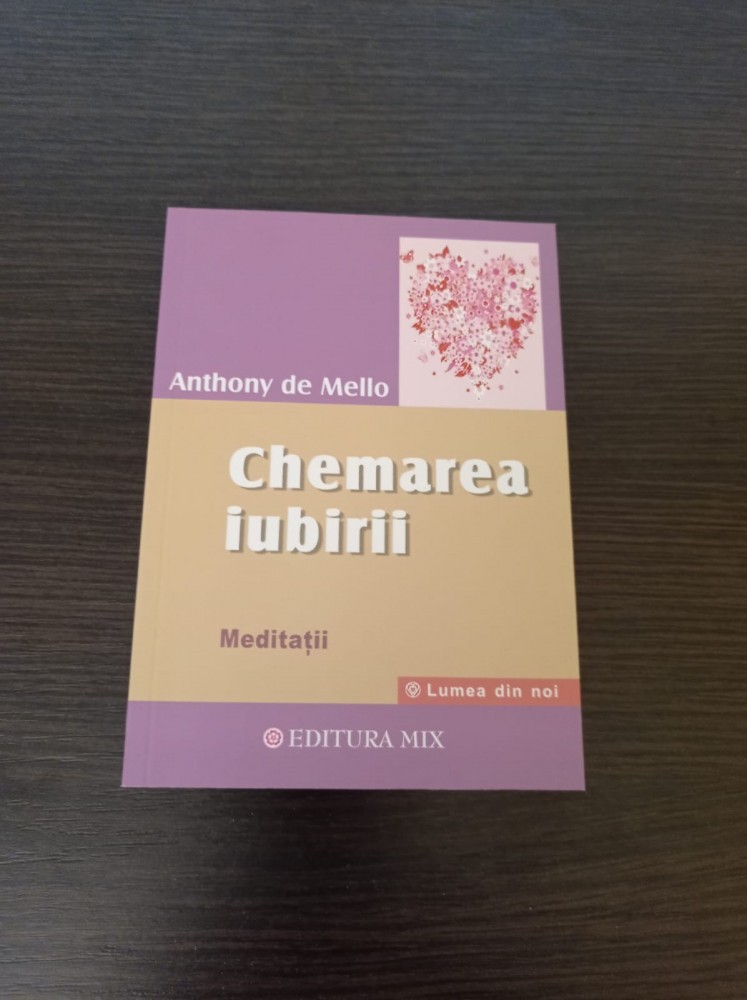 Anthony de Mello
Chemarea
iubirii
Meditații
Lumea din noi
EDITURA MIX